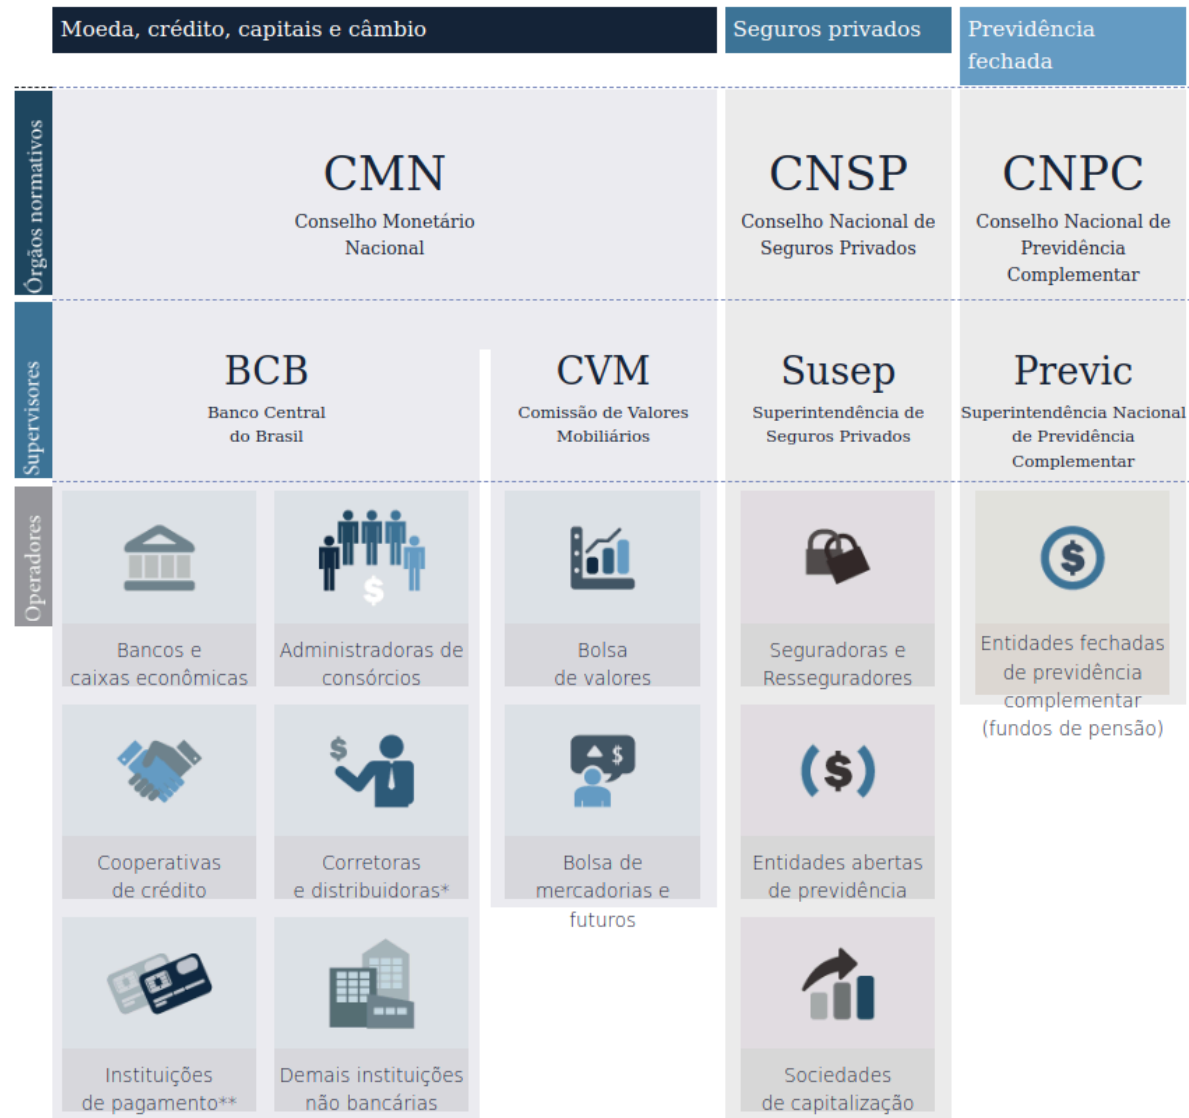 Moeda, crédito, capitais e câmbio
Seguros privados
Previdência
fechada
Órgãos normativos
CMN
Conselho Monetário
Nacional
CNSP
Conselho Nacional de
Seguros Privados
CNPC
Conselho Nacional de
Previdência
Complementar
Supervisores
BCB
Banco Central
do Brasil
CVM
Comissão de Valores
Mobiliários
Susep
Superintendência de
Seguros Privados
Previc
Superintendência Nacional
de Previdência
Complementar
Operadores
$
$
Bancos e
caixas econômicas
Administradoras de
consórcios
Bolsa
de valores
Seguradoras e
Resseguradores
Entidades fechadas
de previdência
complementar
(fundos de pensão)
$
$
$
Cooperativas
de crédito
Corretoras
e distribuidoras*
Bolsa de
mercadorias e
futuros
Entidades abertas
de previdência
Instituições
de pagamento**
Demais instituições
não bancárias
Sociedades
de capitalização